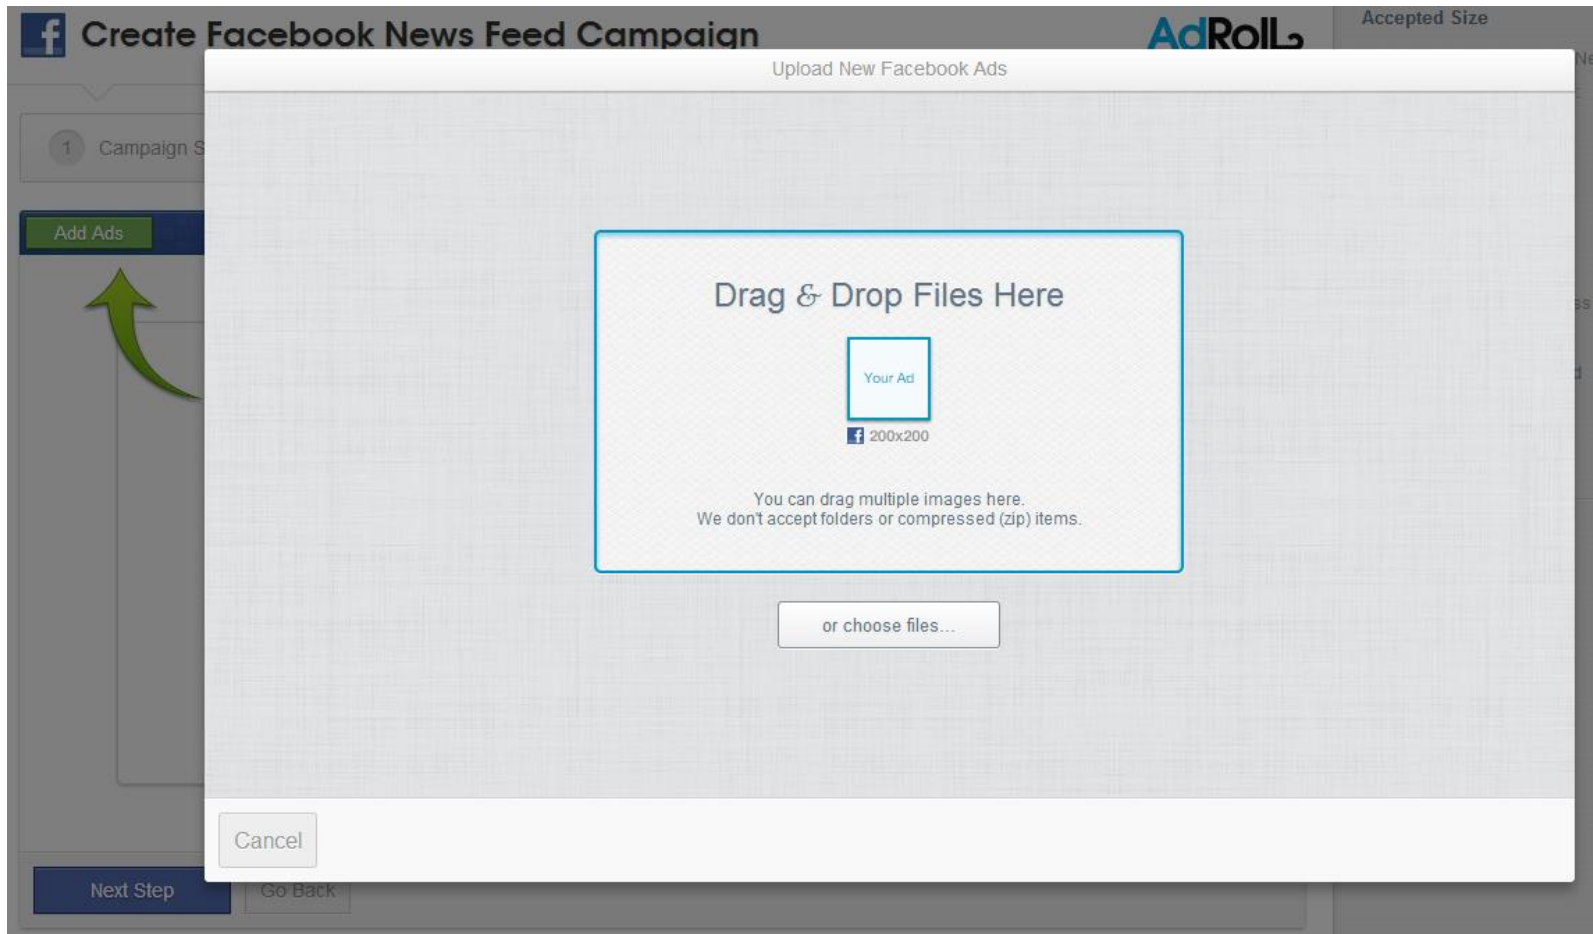 Create Facebook News Feed Campaign
AdRoll
Accepted Size
Upload New Facebook Ads
1 Campaign S
Add Ads
Drag & Drop Files Here
Your Ad
200x200
You can drag multiple images here.
We don't accept folders or compressed (zip) items.
or choose files...
Cancel
Next Step
Go Back